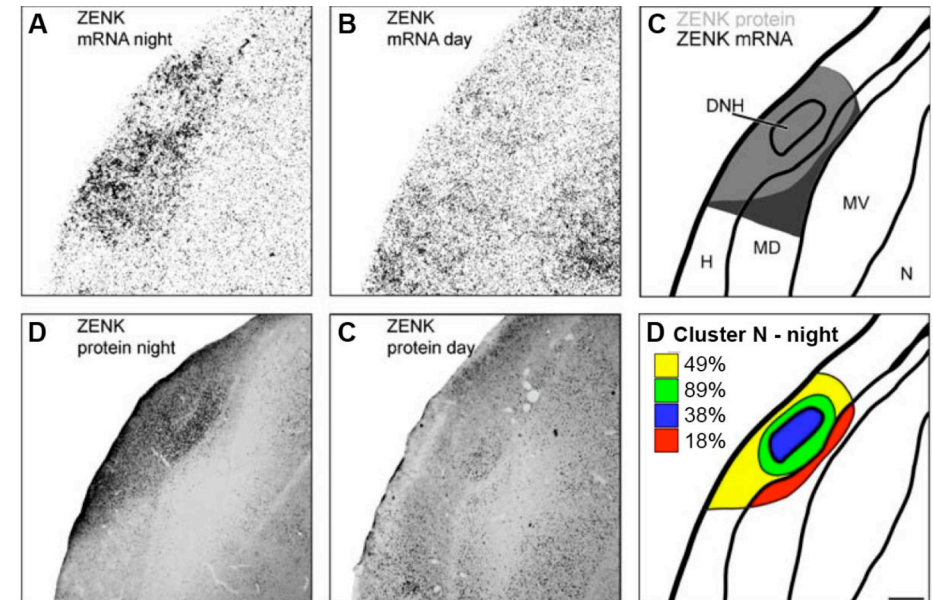 A
ZENK
mRNA night
B
ZENK
mRNA day
C
ZENK protein
ZENK mRNA
DNH
MV
MD
H
N
D
ZENK
protein night
C
ZENK
protein day
D Cluster N - night
49%
89%
38%
18%